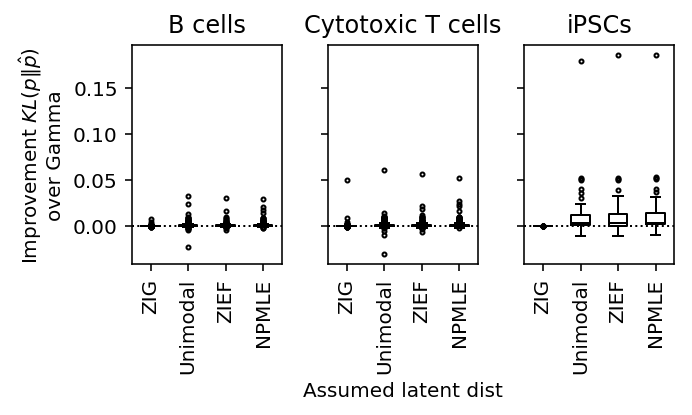 B cells
Cytotoxic T cells
iPSCs
Improvement KL(p‖p̂)
over Gamma
0.15
0.10
0.05
0.00
ZIG
Unimodal
ZIEF
NPMLE
ZIG
Unimodal
ZIEF
NPMLE
ZIG
Unimodal
ZIEF
NPMLE
Assumed latent dist